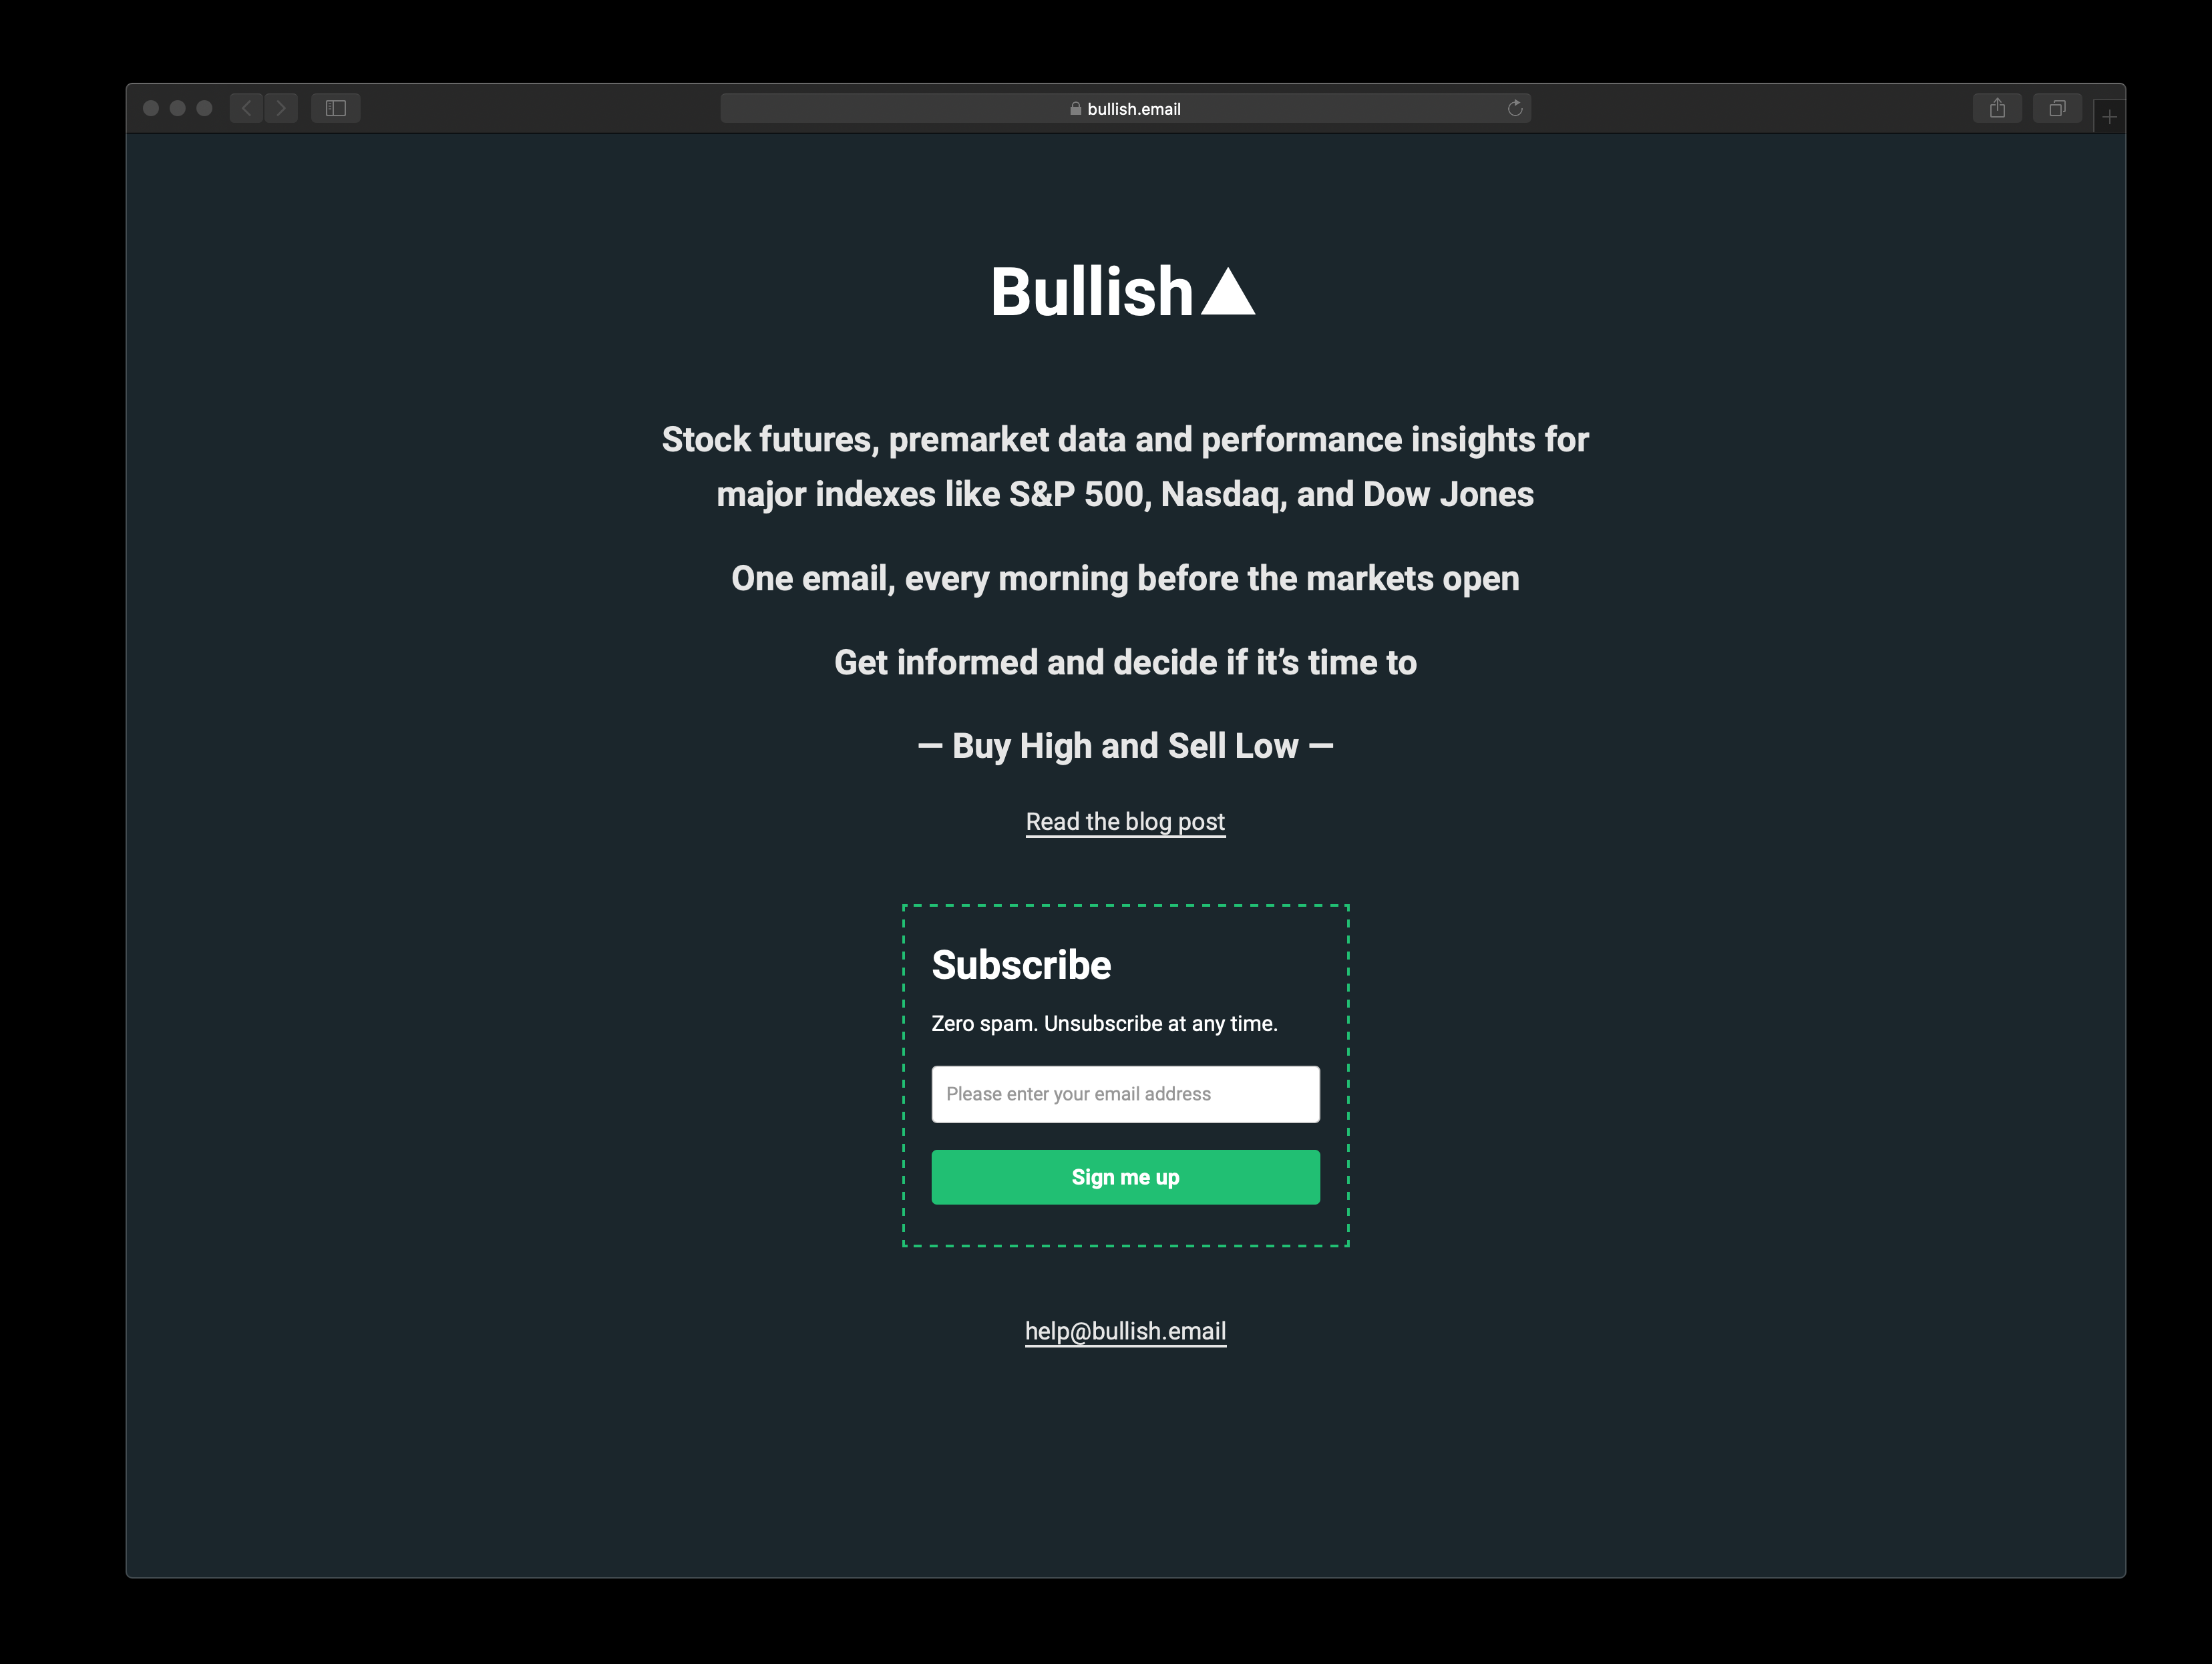 bullish.email
Bullish
Stock futures, premarket data and performance insights for
major indexes like S&P 500, Nasdaq, and Dow Jones
One email, every morning before the markets open
Get informed and decide if it’s time to
— Buy High and Sell Low —
Read the blog post
Subscribe
Zero spam. Unsubscribe at any time.
Please enter your email address
Sign me up
help@bullish.email